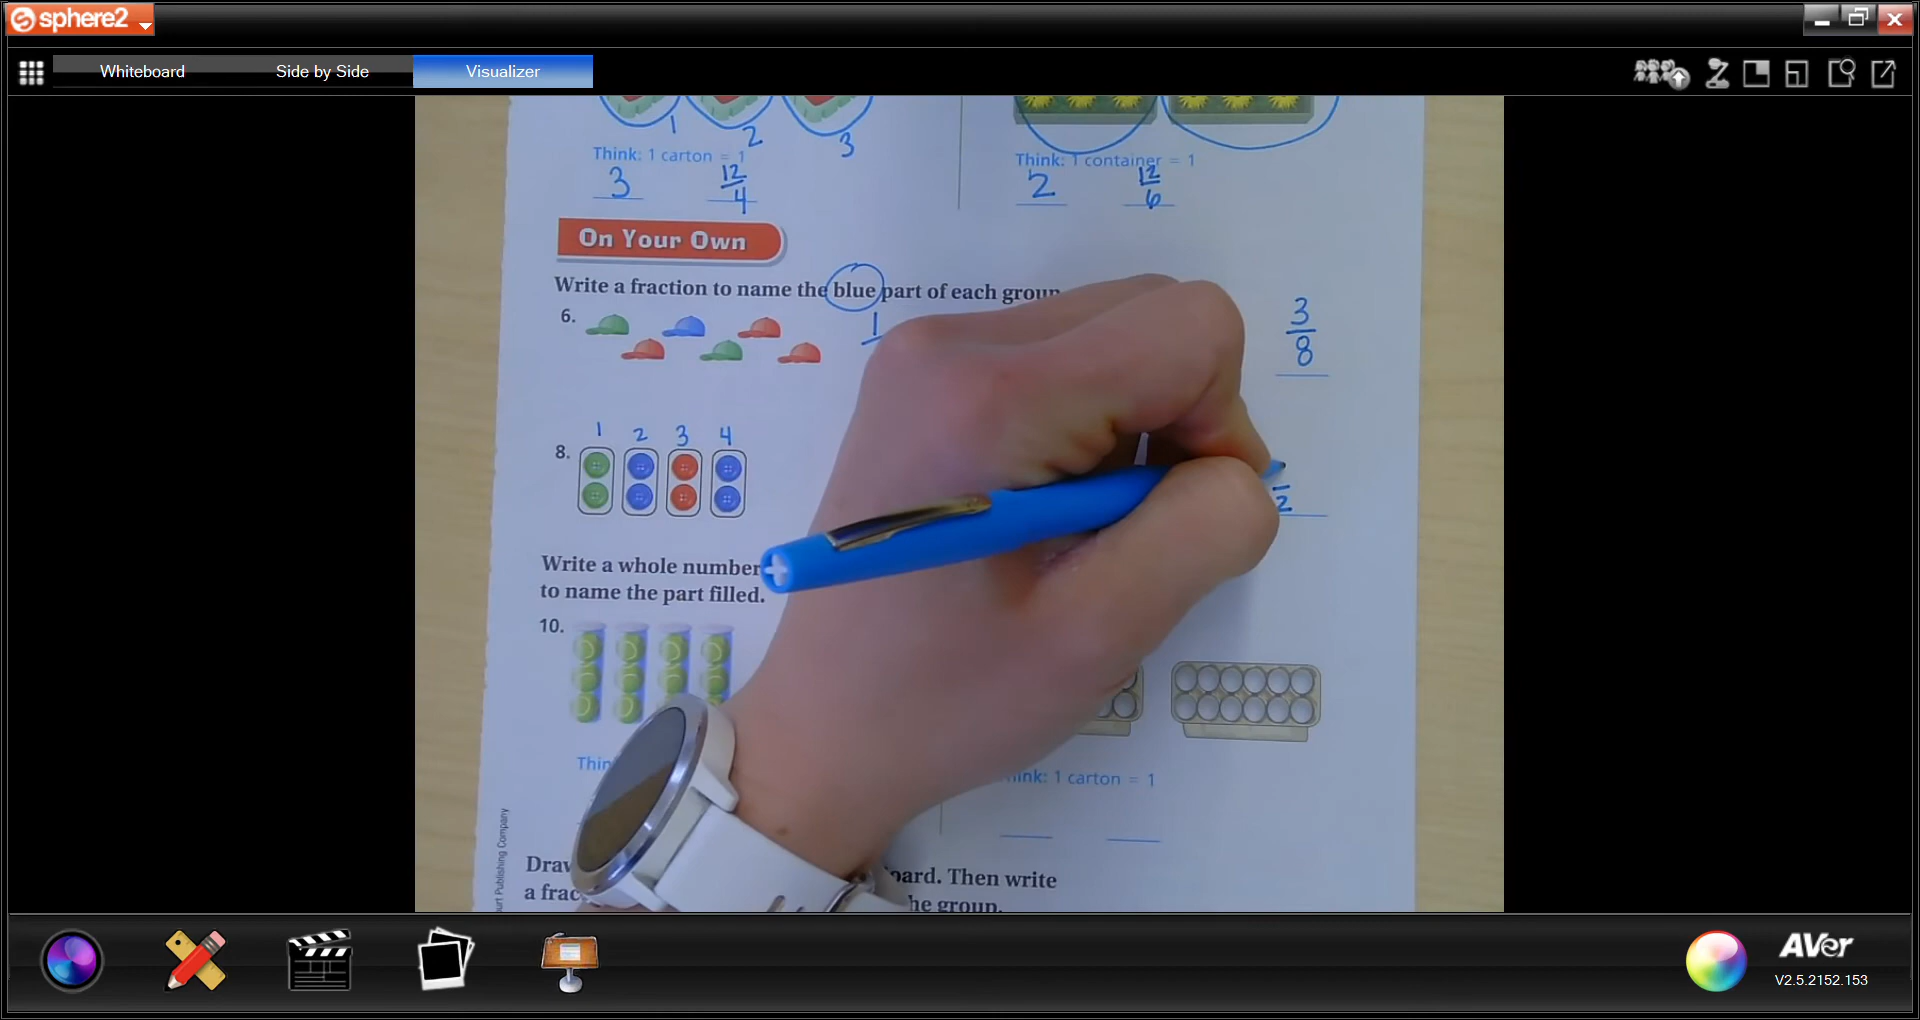 sphere2
Whiteboard
Side by Side
Visualizer
1
2
3
Think: 1 carton = 1
3
12/4
Think: 1 container = 1
2
12/6
On Your Own
Write a fraction to name the blue part of each group
6.
1
3/8
8.
1 2 3 4
2
Write a whole number
to name the part filled.
10.
Think: 1 carton = 1
Then write
a
he group.
Publishing Company
AVer
V2.5.2152.153